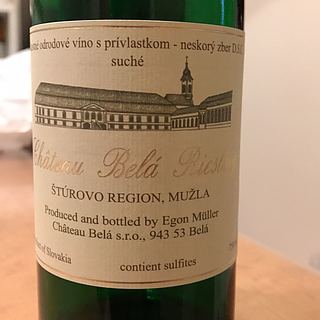 odrodové víno s prívlastkom - neskorý zber D.S.C.
suché
Château Belá Riesling
ŠTÚROVO REGION, MUŽLA
Produced and bottled by Egon Müller
Château Belá s.r.o., 943 53 Belá
of Slovakia
contient sulfites